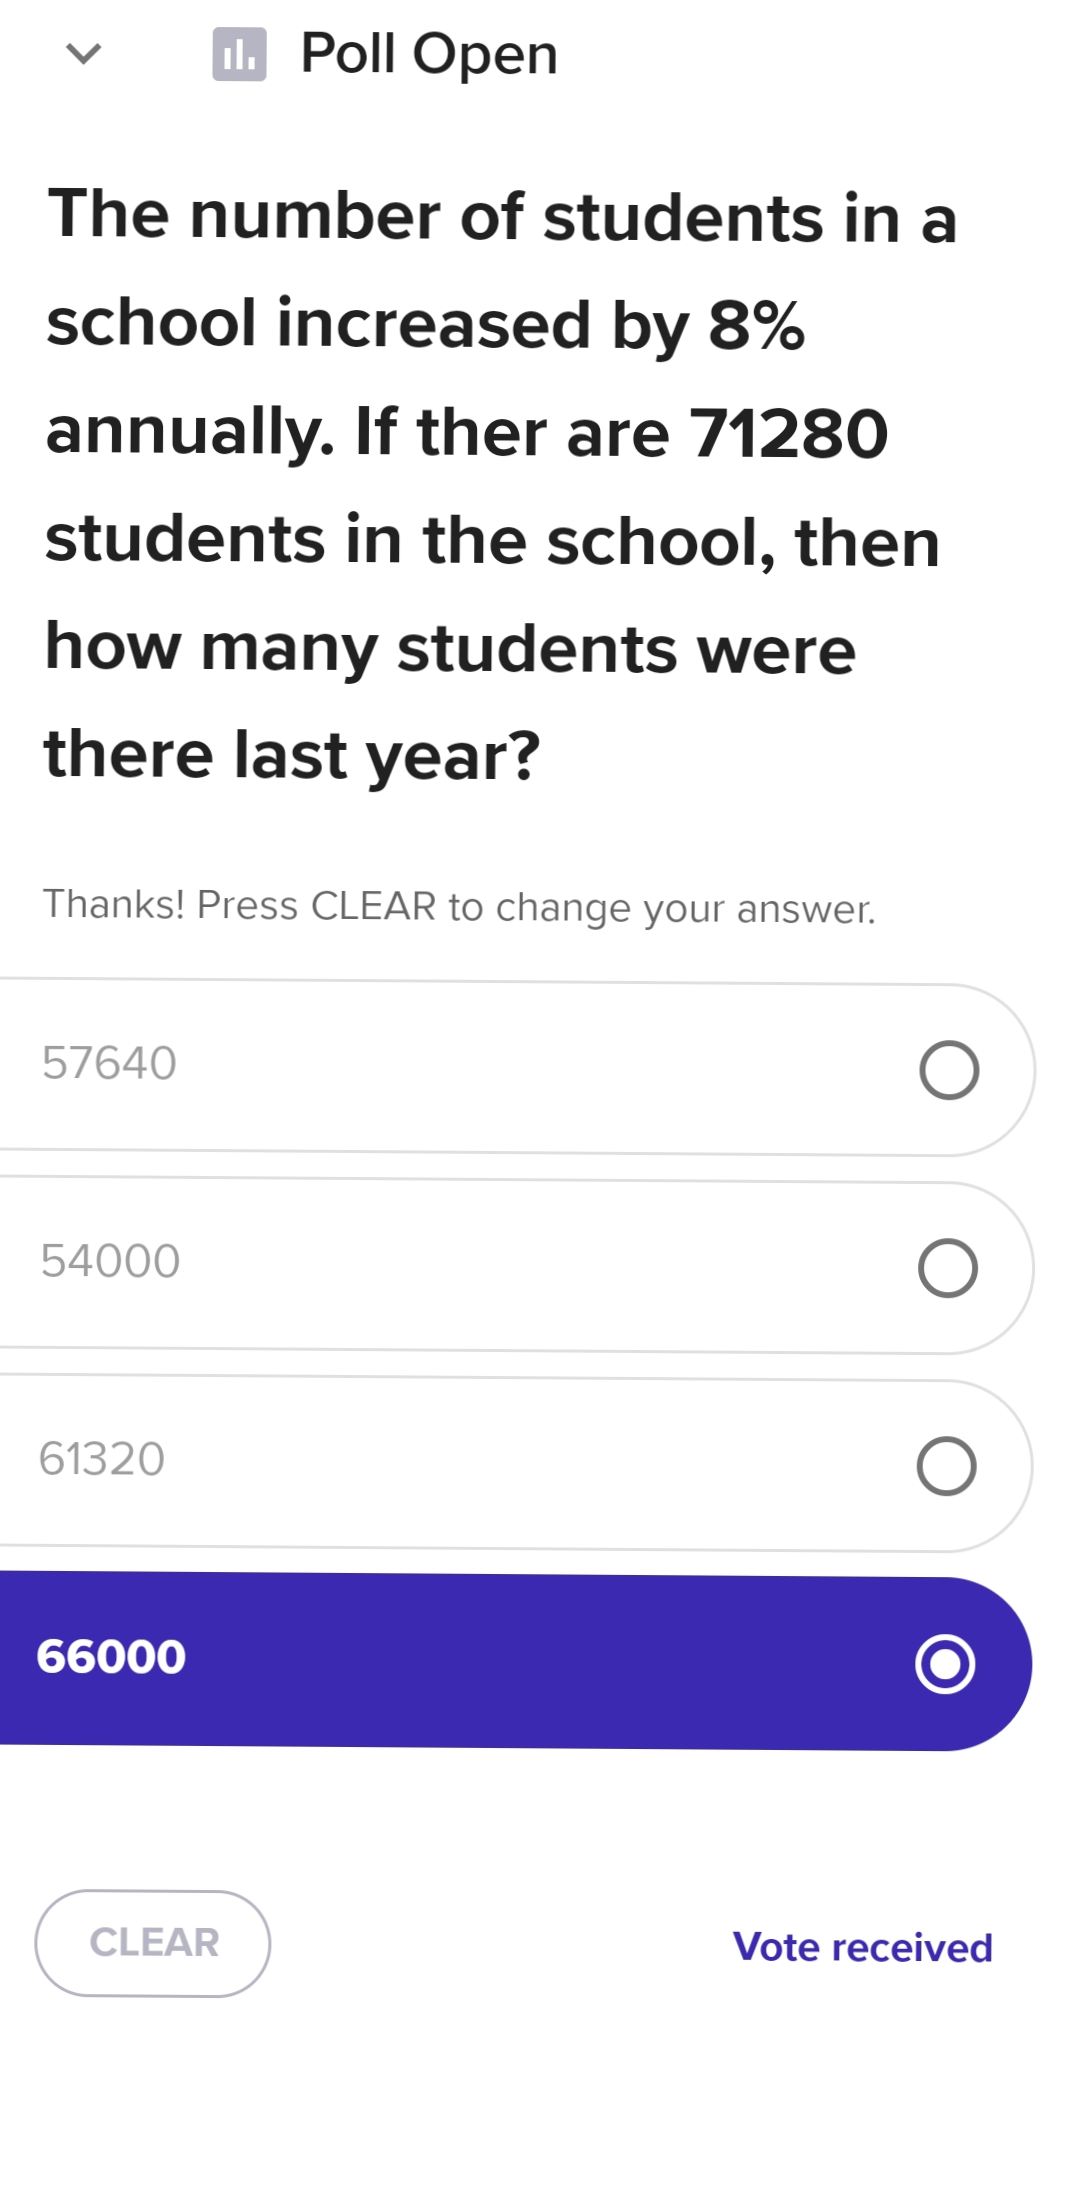 Poll Open
The number of students in a
school increased by 8%
annually. If ther are 71280
students in the school, then
how many students were
there last year?
Thanks! Press CLEAR to change your answer.
57640
54000
61320
66000
CLEAR
Vote received